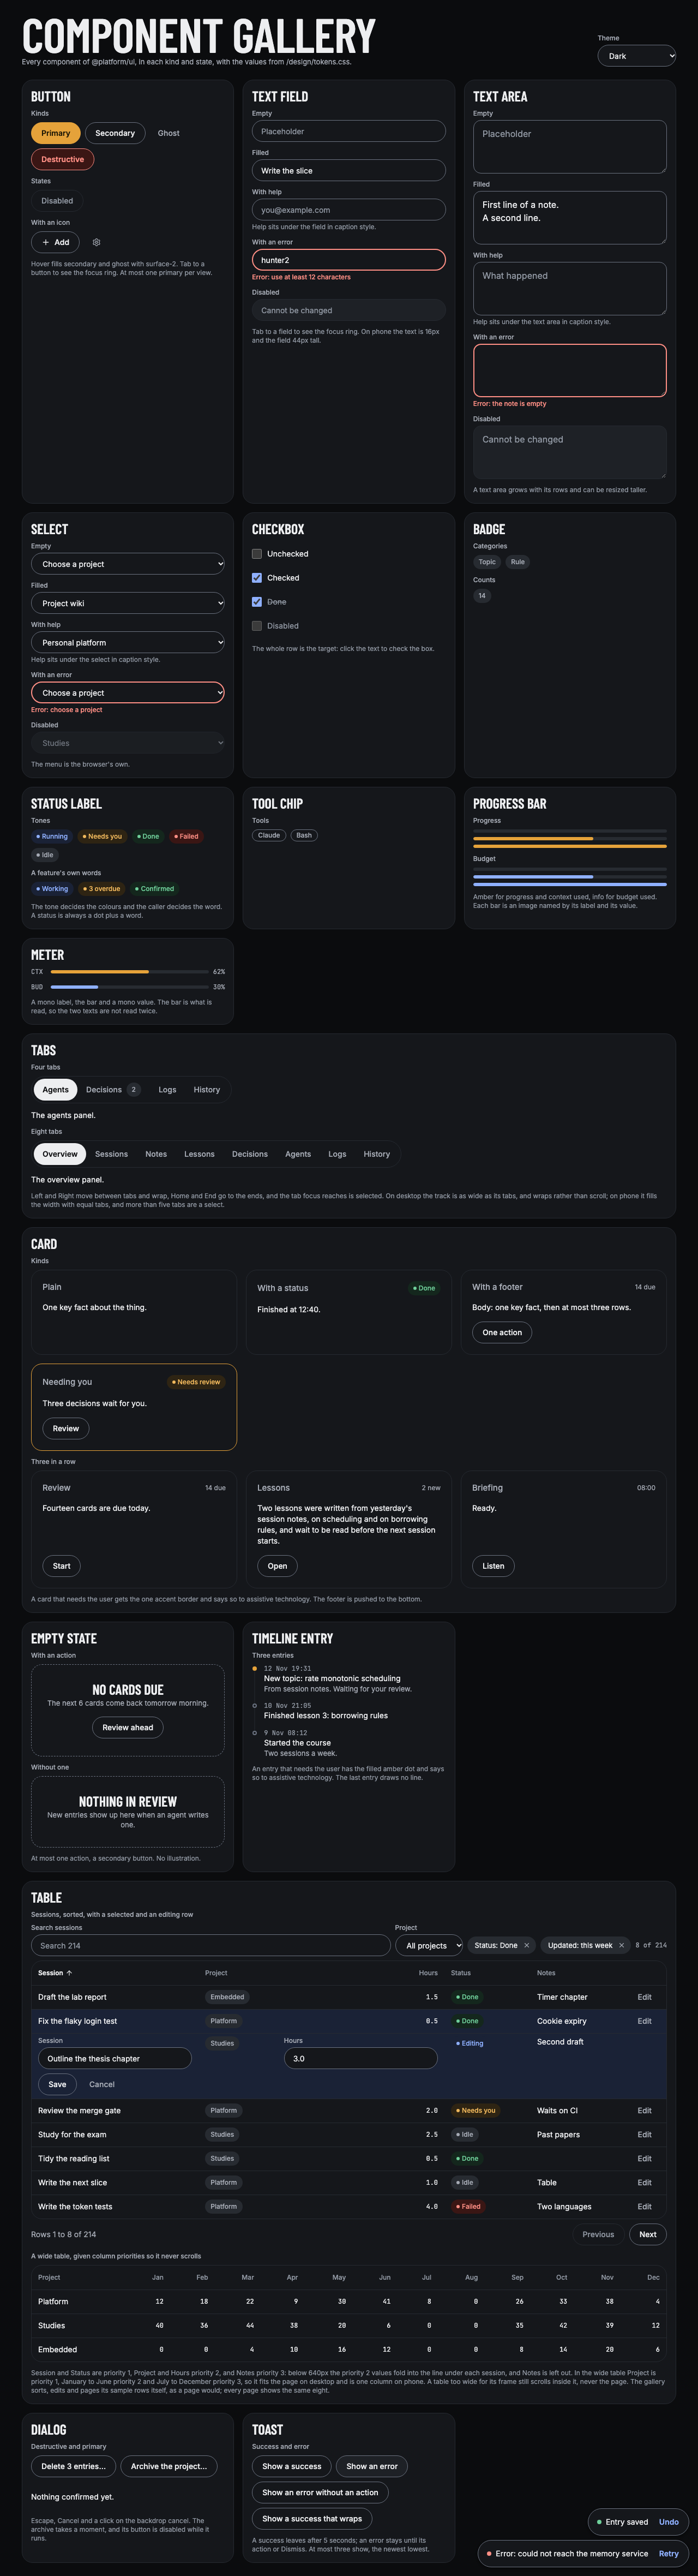 COMPONENT GALLERY
Every component of @platform/ui, in each kind and state, with the values from /design/tokens.css.
Theme
Dark
BUTTON
Kinds
Primary
Secondary
Ghost
Destructive
States
Disabled
With an icon
Add
Hover fills secondary and ghost with surface-2. Tab to a
button to see the focus ring. At most one primary per view.
TEXT FIELD
Empty
Placeholder
Filled
Write the slice
With help
you@example.com
Help sits under the field in caption style.
With an error
hunter2
Error: use at least 12 characters
Disabled
Cannot be changed
Tab to a field to see the focus ring. On phone the text is 16px
and the field 44px tall.
TEXT AREA
Empty
Placeholder
Filled
First line of a note.
A second line.
With help
What happened
Help sits under the text area in caption style.
With an error
Error: the note is empty
Disabled
Cannot be changed
A text area grows with its rows and can be resized taller.
SELECT
Empty
Choose a project
Filled
Project wiki
With help
Personal platform
Help sits under the select in caption style.
With an error
Choose a project
Error: choose a project
Disabled
Studies
The menu is the browser's own.
CHECKBOX
Unchecked
Checked
Done
Disabled
The whole row is the target: click the text to check the box.
BADGE
Categories
Topic
Rule
Counts
14
STATUS LABEL
Tones
Running
Needs you
Done
Failed
Idle
A feature's own words
Working
3 overdue
Confirmed
The tone decides the colours and the caller decides the word.
A status is always a dot plus a word.
TOOL CHIP
Tools
Claude
Bash
PROGRESS BAR
Progress
Budget
Amber for progress and context used, info for budget used.
Each bar is an image named by its label and its value.
METER
CTX
62%
BUD
30%
A mono label, the bar and a mono value. The bar is what is
read, so the two texts are not read twice.
TABS
Four tabs
Agents
Decisions 2
Logs
History
The agents panel.
Eight tabs
Overview
Sessions
Notes
Lessons
Decisions
Agents
Logs
History
The overview panel.
Left and Right move between tabs and wrap, Home and End go to the ends, and the tab focus reaches is selected. On desktop the track is as wide as its tabs, and wraps rather than scroll; on phone it fills
the width with equal tabs, and more than five tabs are a select.
CARD
Kinds
Plain
One key fact about the thing.
With a status
Done
Finished at 12:40.
With a footer
14 due
Body: one key fact, then at most three rows.
One action
Needing you
Needs review
Three decisions wait for you.
Review
Three in a row
Review
14 due
Fourteen cards are due today.
Start
Lessons
2 new
Two lessons were written from yesterday's
session notes, on scheduling and on borrowing
rules, and wait to be read before the next session
starts.
Open
Briefing
08:00
Ready.
Listen
A card that needs the user gets the one accent border and says so to assistive technology. The footer is pushed to the bottom.
EMPTY STATE
With an action
NO CARDS DUE
The next 6 cards come back tomorrow morning.
Review ahead
Without one
NOTHING IN REVIEW
New entries show up here when an agent writes
one.
At most one action, a secondary button. No illustration.
TIMELINE ENTRY
Three entries
12 Nov 19:31
New topic: rate monotonic scheduling
From session notes. Waiting for your review.
10 Nov 21:05
Finished lesson 3: borrowing rules
9 Nov 08:12
Started the course
Two sessions a week.
An entry that needs the user has the filled amber dot and says
so to assistive technology. The last entry draws no line.
TABLE
Sessions, sorted, with a selected and an editing row
Search sessions
Search 214
Project
All projects
Status: Done
Updated: this week
8 of 214
Session Project Hours Status Notes
Draft the lab report Embedded 1.5 Done Timer chapter Edit
Fix the flaky login test Platform 0.5 Done Cookie expiry Edit
Session
Outline the thesis chapter
Studies
Hours
3.0
Editing
Second draft
Save
Cancel
Review the merge gate Platform 2.0 Needs you Waits on CI Edit
Study for the exam Studies 2.5 Idle Past papers Edit
Tidy the reading list Studies 0.5 Done Edit
Write the next slice Platform 1.0 Idle Table Edit
Write the token tests Platform 4.0 Failed Two languages Edit
Rows 1 to 8 of 214
Previous
Next
A wide table, given column priorities so it never scrolls
Project Jan Feb Mar Apr May Jun Jul Aug Sep Oct Nov Dec
Platform 12 18 22 9 30 41 8 0 26 33 38 4
Studies 40 36 44 38 20 6 0 0 35 42 39 12
Embedded 0 0 4 10 16 12 0 0 8 14 20 6
Session and Status are priority 1, Project and Hours priority 2, and Notes priority 3: below 640px the priority 2 values fold into the line under each session, and Notes is left out. In the wide table Project is
priority 1, January to June priority 2 and July to December priority 3, so it fits the page on desktop and is one column on phone. A table too wide for its frame still scrolls inside it, never the page. The gallery
sorts, edits and pages its sample rows itself, as a page would; every page shows the same eight.
DIALOG
Destructive and primary
Delete 3 entries...
Archive the project...
Nothing confirmed yet.
Escape, Cancel and a click on the backdrop cancel. The
archive takes a moment, and its button is disabled while it
runs.
TOAST
Success and error
Show a success
Show an error
Show an error without an action
Show a success that wraps
A success leaves after 5 seconds; an error stays until its
action or Dismiss. At most three show, the newest lowest.
Entry saved
Undo
Error: could not reach the memory service
Retry